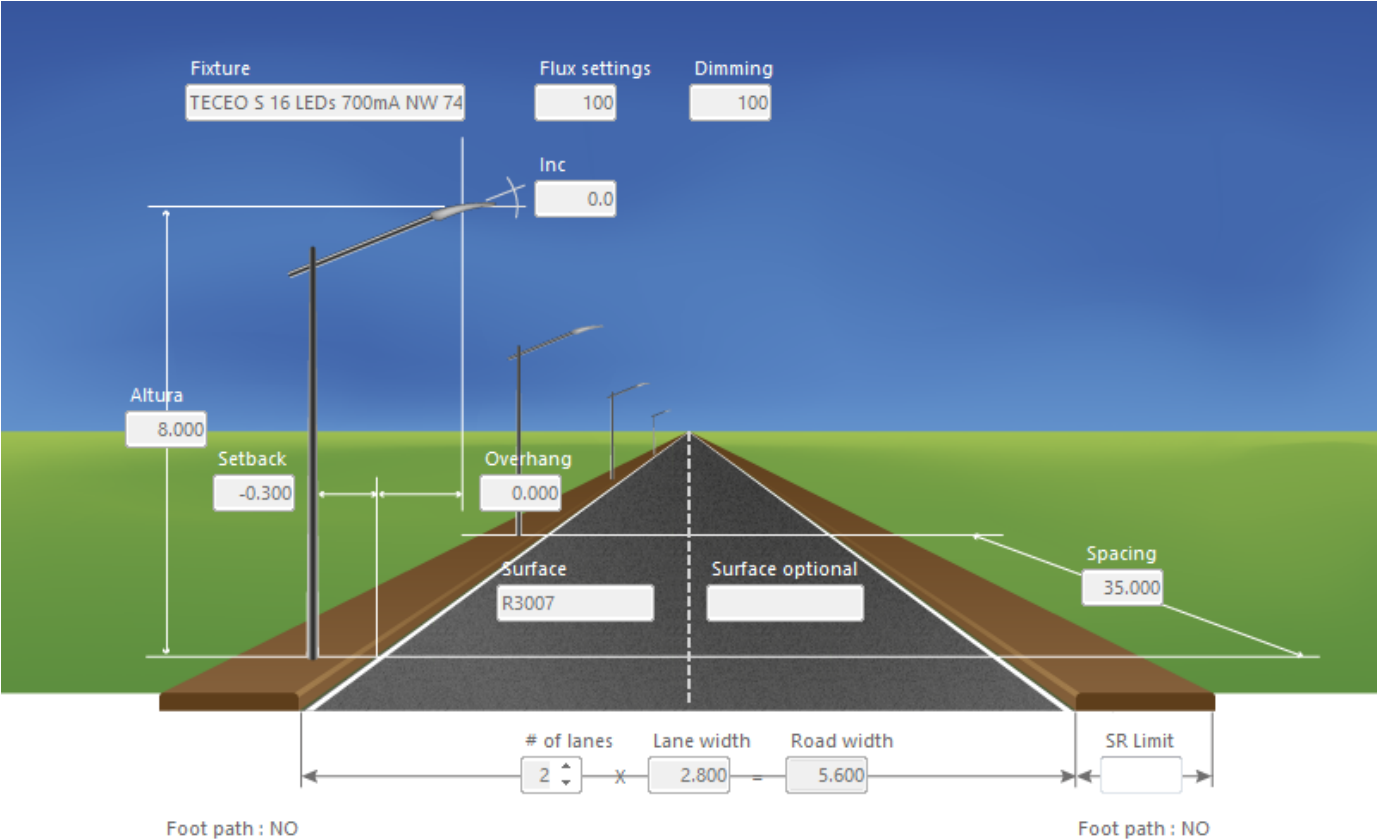 Fixture
Flux settings
Dimming
TECEO S 16 LEDs 700mA NW 74
100
100
Inc
0.0
Altura
8.000
Setback
Overhang
-0.300
0.000
Spacing
35.000
Surface
Surface optional
R3007
# of lanes
Lane width
Road width
SR Limit
2 X 2.800 = 5.600
Foot path : NO
Foot path : NO